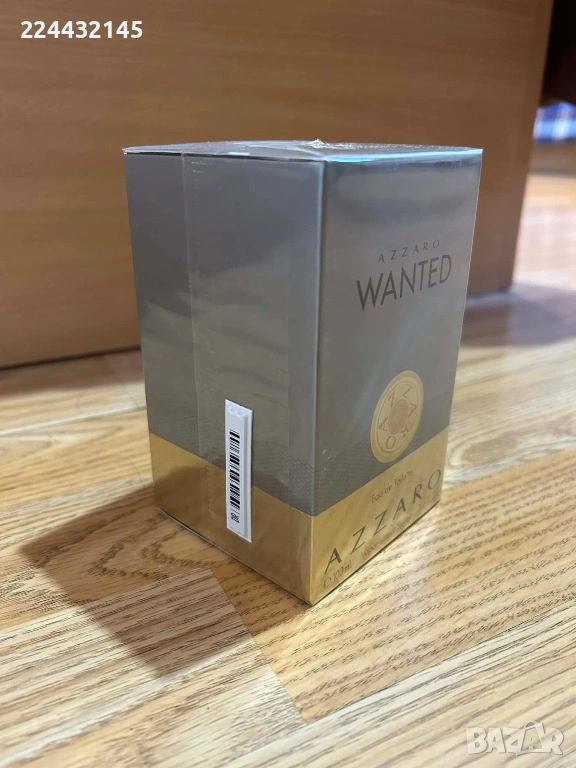 224432145
AZZARO
WANTED
Eau de Toilette
AZZARO
BAZAR